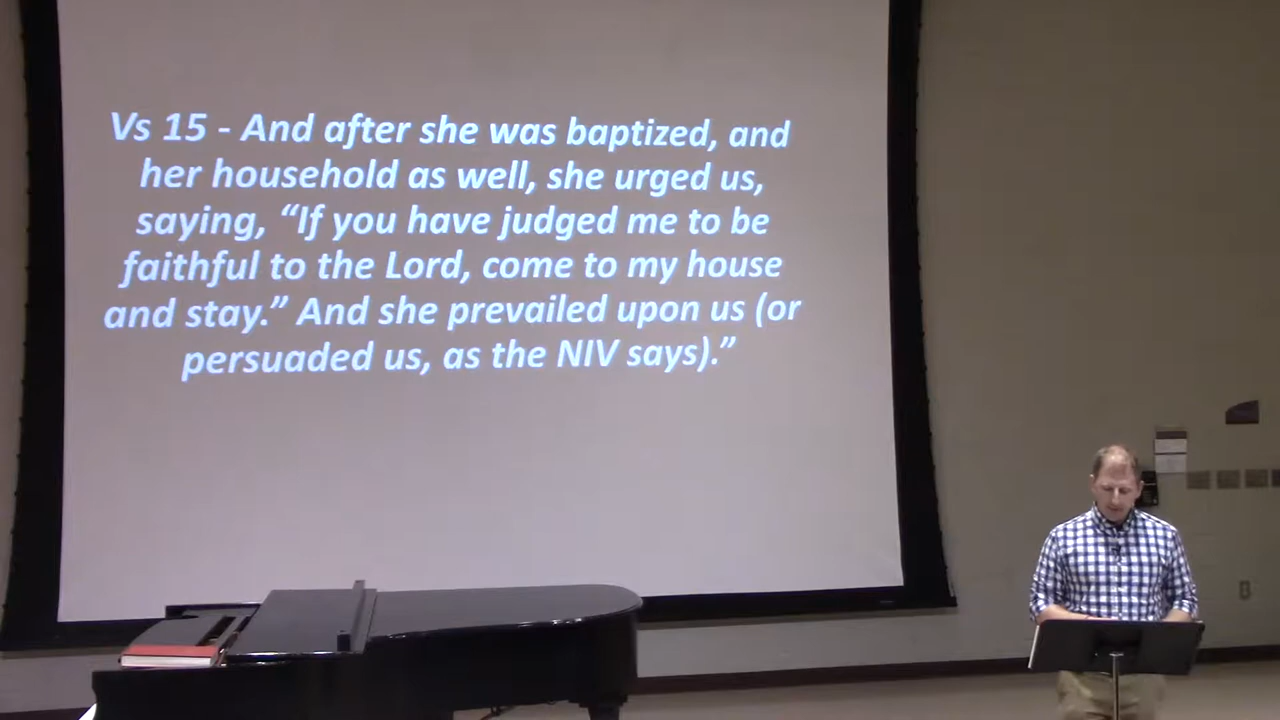 Vs 15 - And after she was baptized, and
her household as well, she urged us,
saying, “If you have judged me to be
faithful to the Lord, come to my house
and stay.” And she prevailed upon us (or
persuaded us, as the NIV says).”